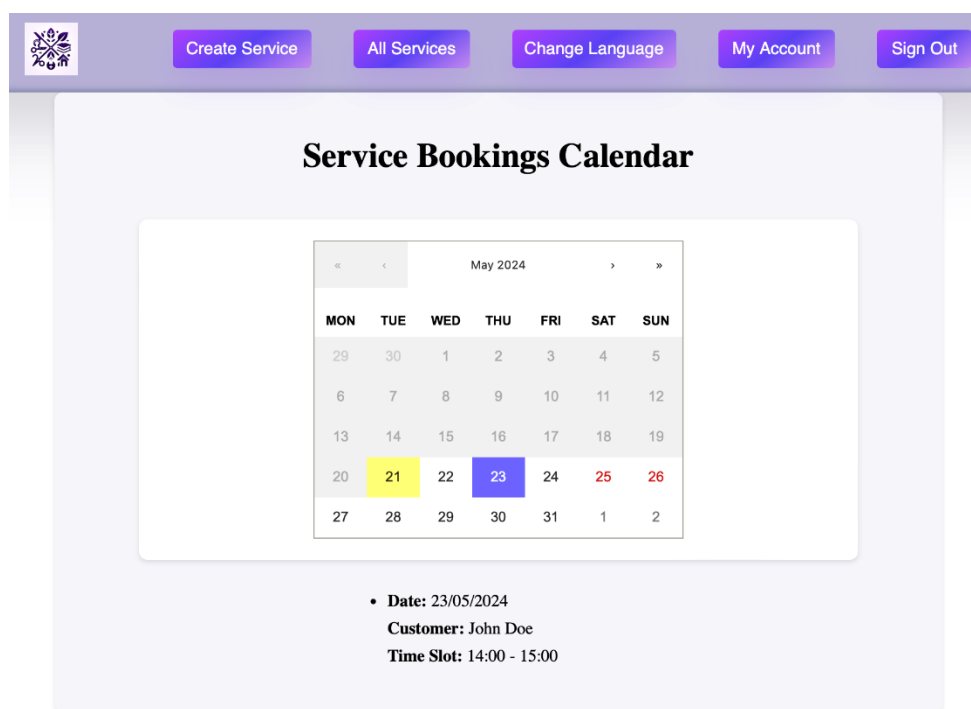 Create Service All Services Change Language My Account Sign Out
Service Bookings Calendar
« ‹ May 2024 › »
MON TUE WED THU FRI SAT SUN
29 30 1 2 3 4 5
6 7 8 9 10 11 12
13 14 15 16 17 18 19
20 21 22 23 24 25 26
27 28 29 30 31 1 2
• Date: 23/05/2024
Customer: John Doe
Time Slot: 14:00 - 15:00